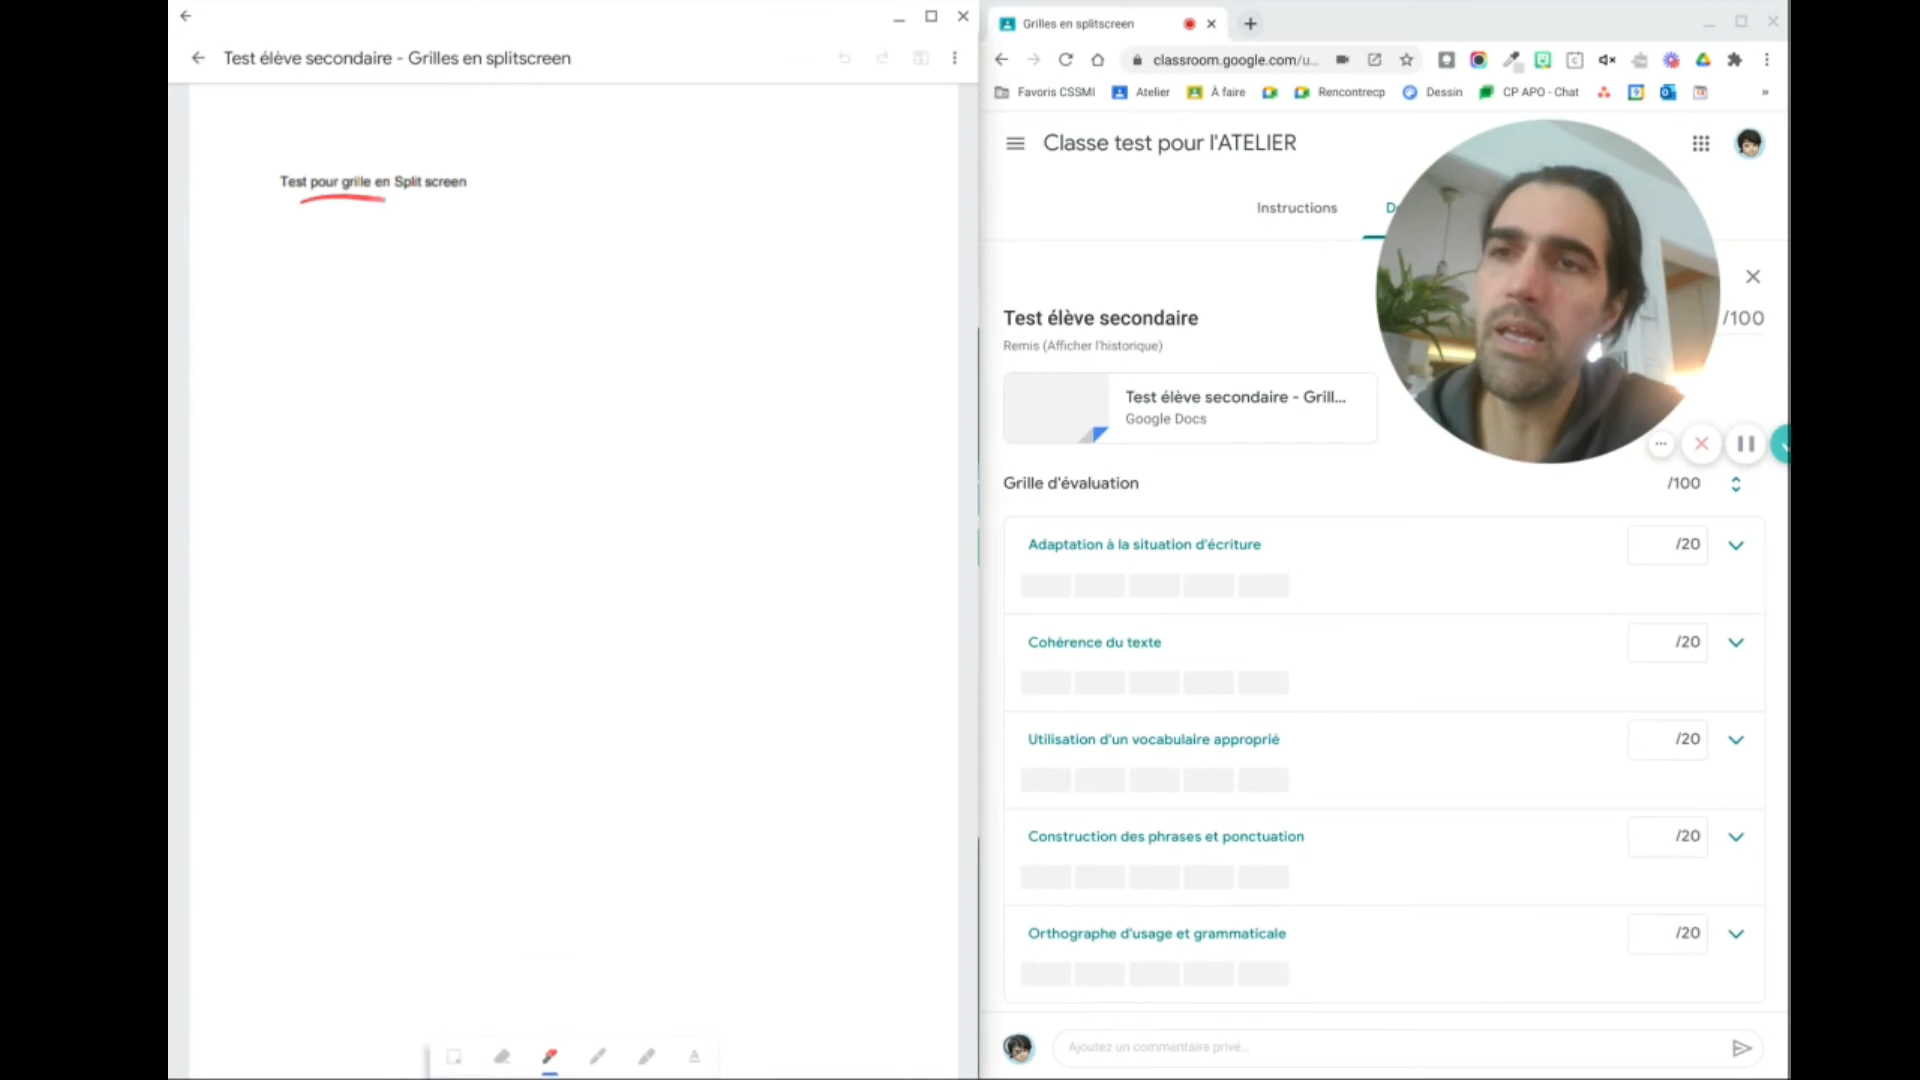 Test élève secondaire - Grilles en splitscreen
Test pour grille en Split screen
Grilles en splitscreen
classroom.google.com/u...
Favoris CSSMI
Atelier
À faire
Rencontrecp
Dessin
CP APO - Chat
Classe test pour l'ATELIER
Instructions
Test élève secondaire
/100
Remis (Afficher l'historique)
Test élève secondaire - Grill...
Google Docs
Grille d'évaluation
/100
Adaptation à la situation d'écriture
/20
Cohérence du texte
/20
Utilisation d'un vocabulaire approprié
/20
Construction des phrases et ponctuation
/20
Orthographe d'usage et grammaticale
/20
Ajoutez un commentaire privé...